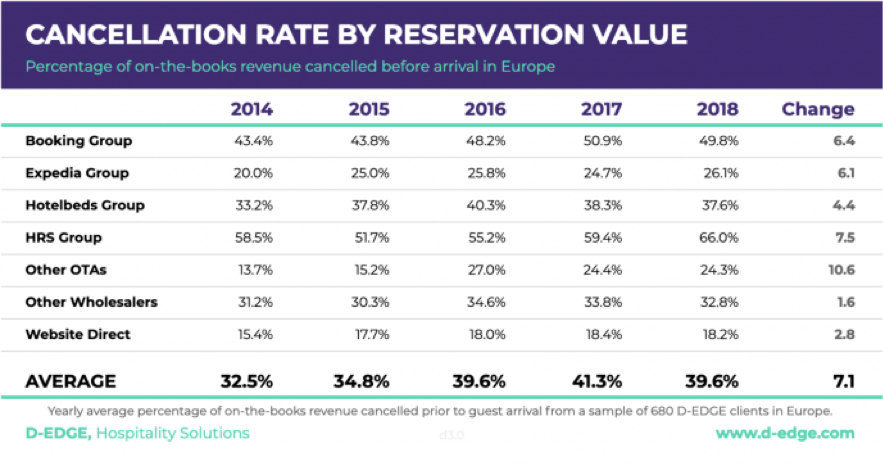 CANCELLATION RATE BY RESERVATION VALUE
Percentage of on-the-books revenue cancelled before arrival in Europe
2014 2015 2016 2017 2018 Change
Booking Group 43.4% 43.8% 48.2% 50.9% 49.8% 6.4
Expedia Group 20.0% 25.0% 25.8% 24.7% 26.1% 6.1
Hotelbeds Group 33.2% 37.8% 40.3% 38.3% 37.6% 4.4
HRS Group 58.5% 51.7% 55.2% 59.4% 66.0% 7.5
Other OTAs 13.7% 15.2% 27.0% 24.4% 24.3% 10.6
Other Wholesalers 31.2% 30.3% 34.6% 33.8% 32.8% 1.6
Website Direct 15.4% 17.7% 18.0% 18.4% 18.2% 2.8
AVERAGE 32.5% 34.8% 39.6% 41.3% 39.6% 7.1
Yearly average percentage of on-the-books revenue cancelled prior to guest arrival from a sample of 680 D-EDGE clients in Europe.
D-EDGE, Hospitality Solutions d3.0 www.d-edge.com